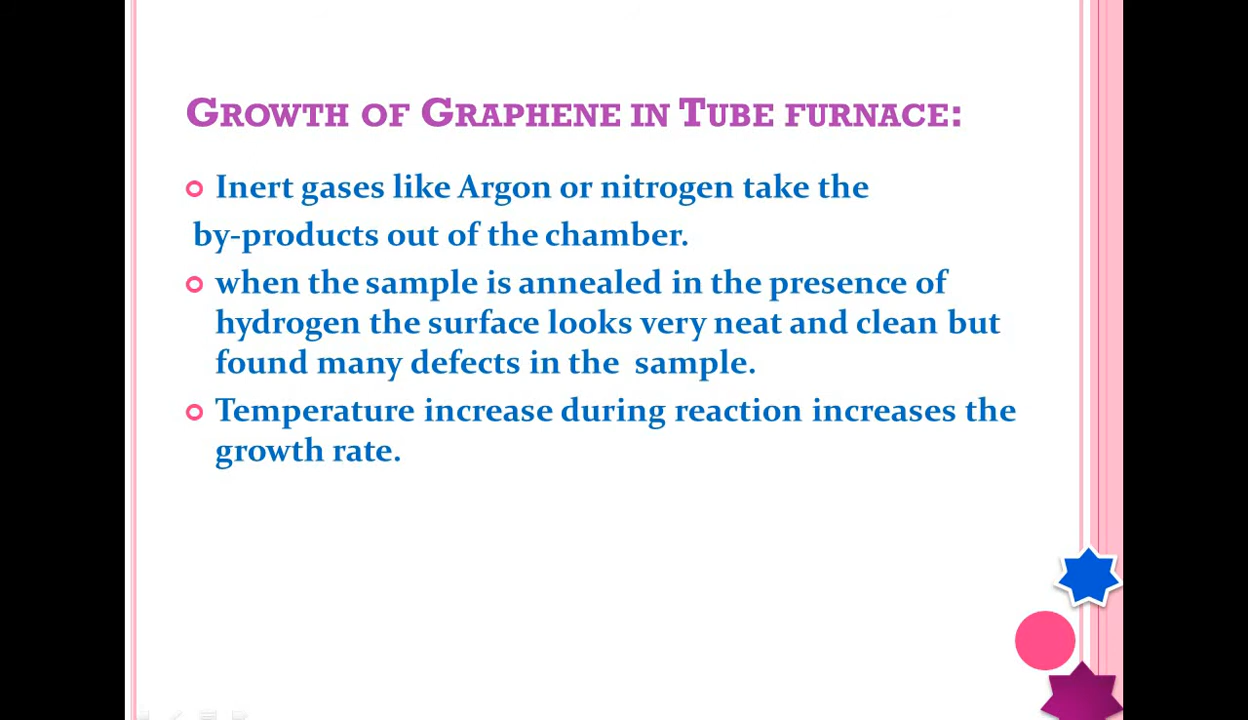 Growth of Graphene in Tube furnace:
Inert gases like Argon or nitrogen take the
by-products out of the chamber.
when the sample is annealed in the presence of
hydrogen the surface looks very neat and clean but
found many defects in the sample.
Temperature increase during reaction increases the
growth rate.